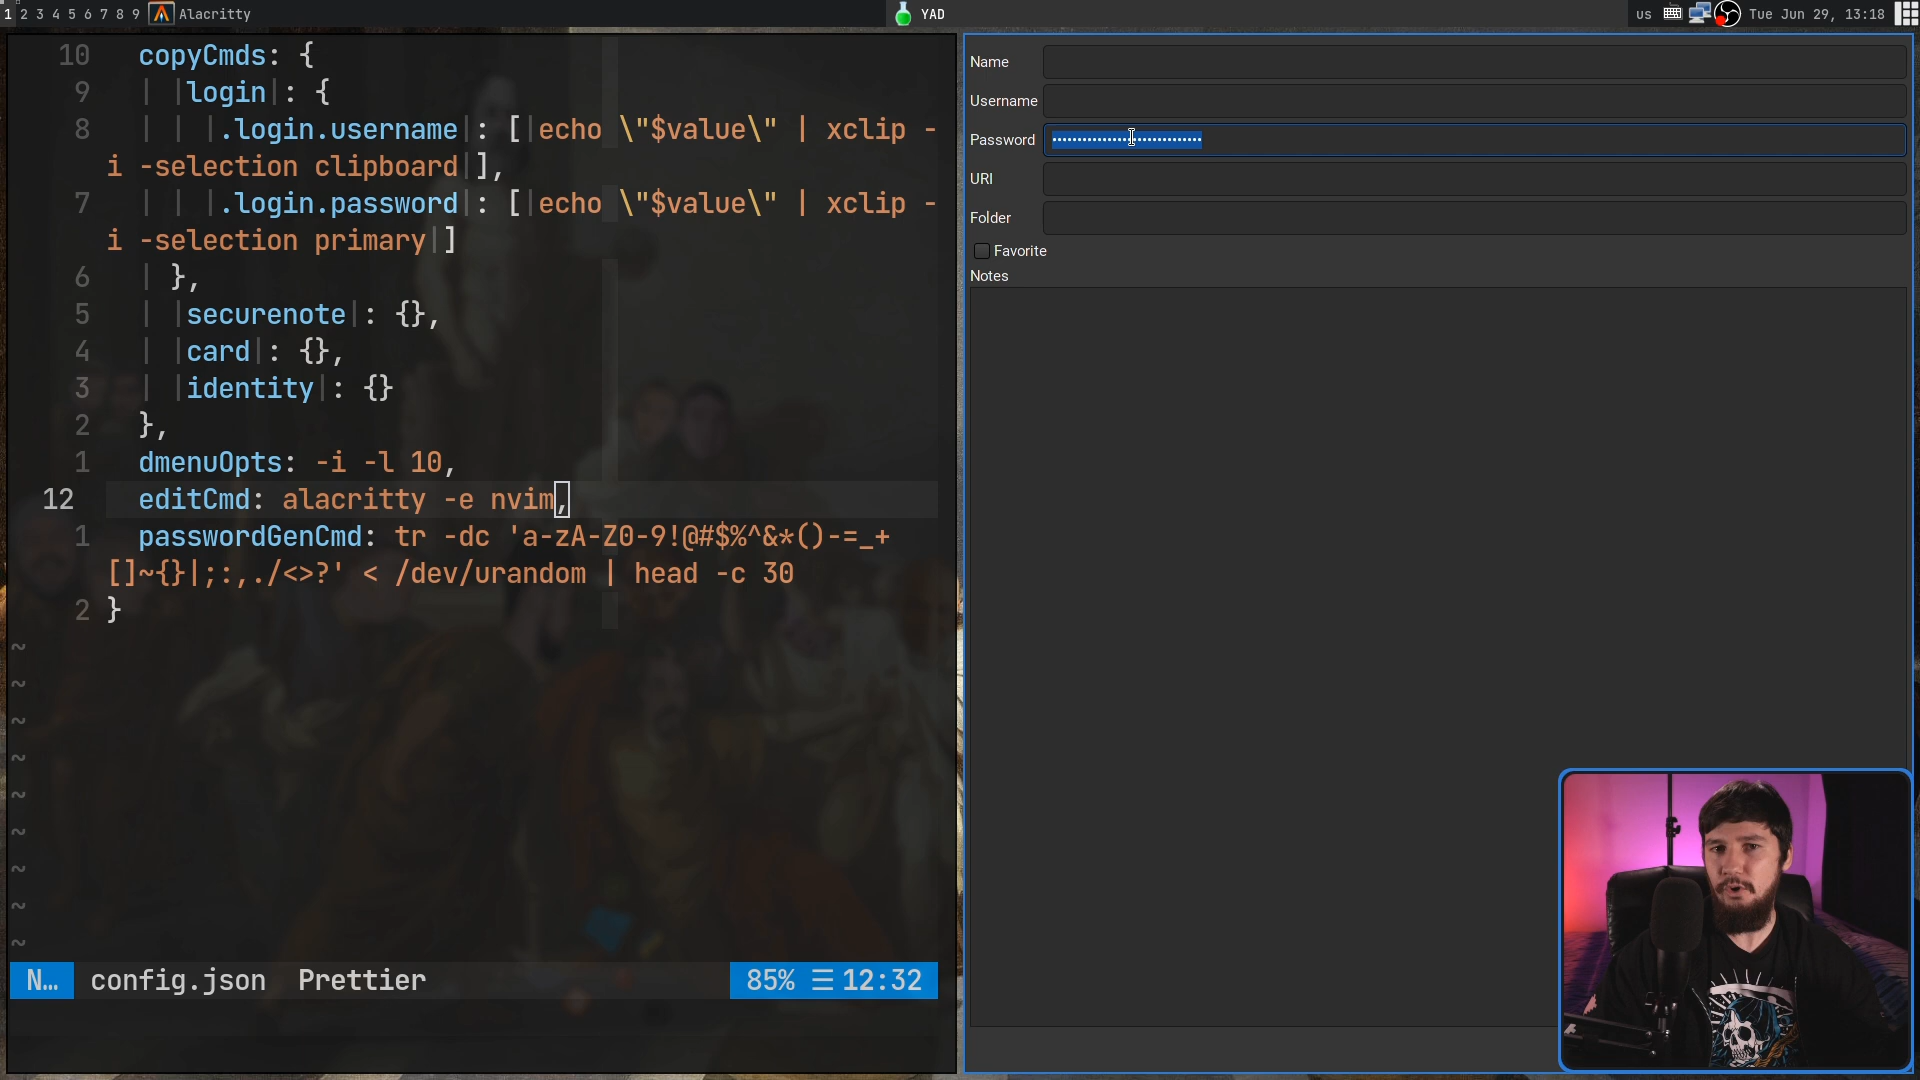 1 2 3 4 5 6 7 8 9 Alacritty
YAD
us Tue Jun 29, 13:18
10 copyCmds: {
9 | |login|: {
8 | | |.login.username|: [|echo \"$value\" | xclip -
i -selection clipboard|],
7 | | |.login.password|: [|echo \"$value\" | xclip -
i -selection primary|]
6 | },
5 | |securenote|: {},
4 | |card|: {},
3 | |identity|: {}
2 },
1 dmenuOpts: -i -l 10,
12 editCmd: alacritty -e nvim,
1 passwordGenCmd: tr -dc 'a-zA-Z0-9!@#$%^&*()-=_+
[]~{}|;:,./<>?' < /dev/urandom | head -c 30
2 }
~
~
~
~
~
~
~
~
~
N… config.json Prettier 85% ☰ 12:32
Name
Username
Password ••••••••••••••••••••••••••••••
URI
Folder
Favorite
Notes